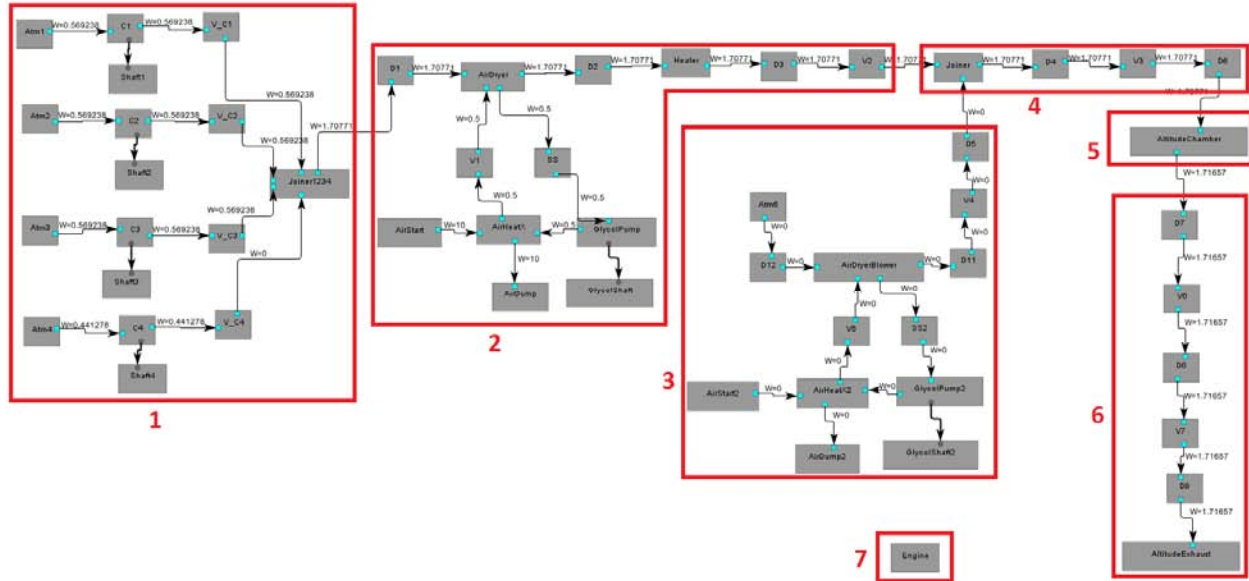 Atm1
W=0.569238
C1
W=0.569238
V_C1
Shaft1
W=0.569238
Atm2
W=0.569238
C2
W=0.569238
V_C2
Shaft2
W=0.569238
Joiner1234
W=1.70771
Atm3
W=0.569238
C3
W=0.569238
V_C3
W=0.569238
Shaft3
W=0
Atm4
W=0.441278
C4
W=0.441278
V_C4
Shaft4
1
D1
W=1.70771
AirDryer
W=1.70771
D2
W=1.70771
Heater
W=1.70771
D3
W=1.70771
V2
W=1.70771
W=0.5
W=0.5
V1
SS
W=0.5
W=0.5
AirStart
W=10
AirHeatX
W=0.5
GlycolPump
W=10
AirDump
GlycolShaft
2
Joiner
W=1.70771
D4
W=1.70771
V3
W=1.70771
D6
4
W=0
W=1.70771
D5
W=0
V4
W=0
D11
Atm6
W=0
D12
W=0
AirDryerBlower
W=0
W=0
W=0
SS2
W=0
W=0
AirStart2
W=0
AirHeatX2
W=0
GlycolPump2
W=0
AirDump2
GlycolShaft2
3
AltitudeChamber
5
W=1.71657
D7
W=1.71657
W=1.71657
W=1.71657
V7
W=1.71657
W=1.71657
AltitudeExhaust
6
7
Engine